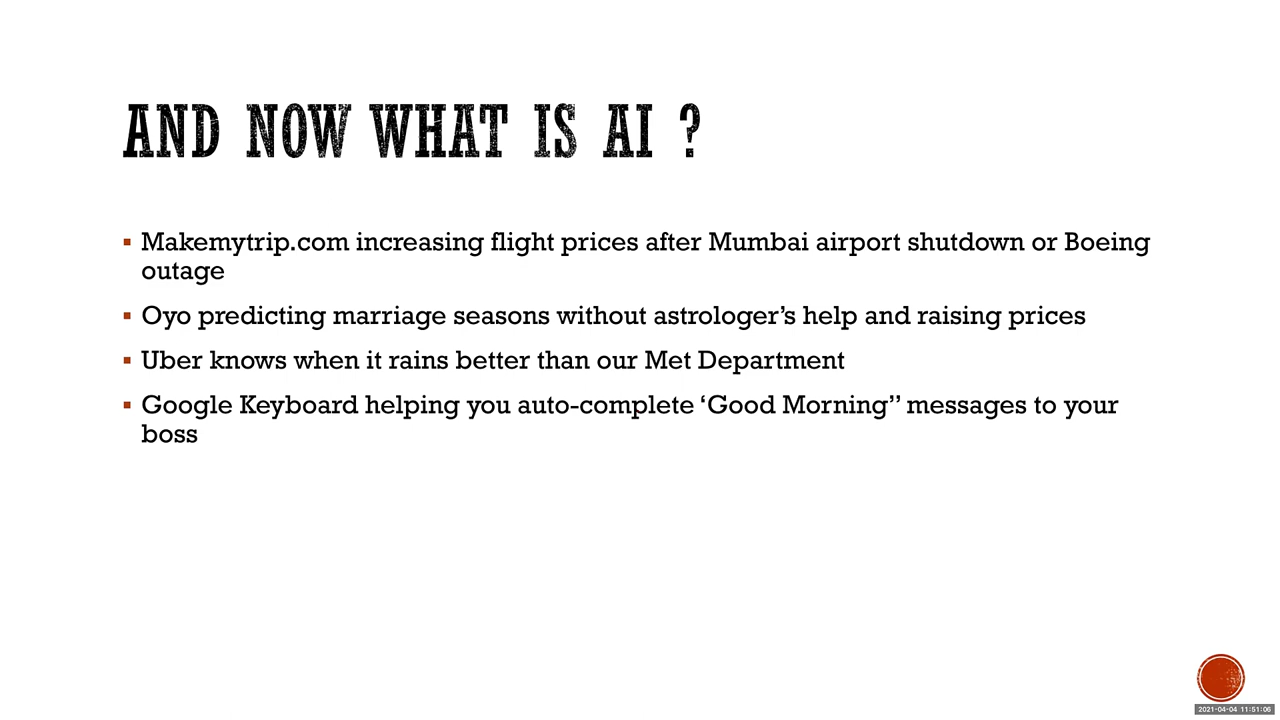 AND NOW WHAT IS AI ?
▪ Makemytrip.com increasing flight prices after Mumbai airport shutdown or Boeing
outage
▪ Oyo predicting marriage seasons without astrologer’s help and raising prices
▪ Uber knows when it rains better than our Met Department
▪ Google Keyboard helping you auto-complete ‘Good Morning” messages to your
boss
2021-04-04 11:51:06